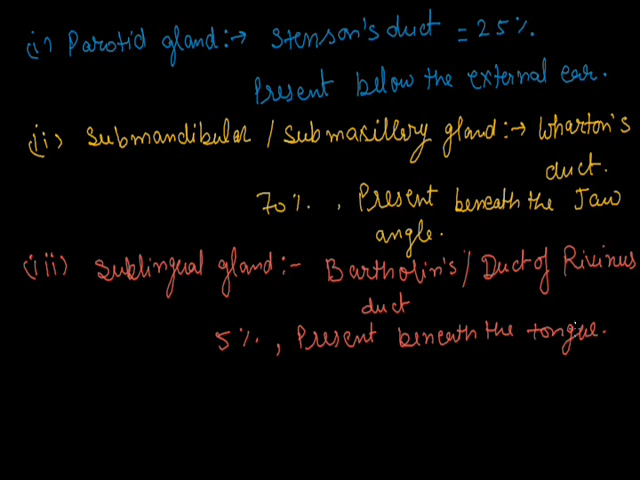 (i) Parotid gland:→ Stenson's duct = 25%.
Present below the external ear.
(ii) Submandibular / Submaxillary gland:→ Wharton's
duct.
70%. , Present beneath the Jaw
angle.
(iii) Sublingual gland:- Bartholin's / Duct of Rivinus
duct
5%. , Present beneath the tongue.